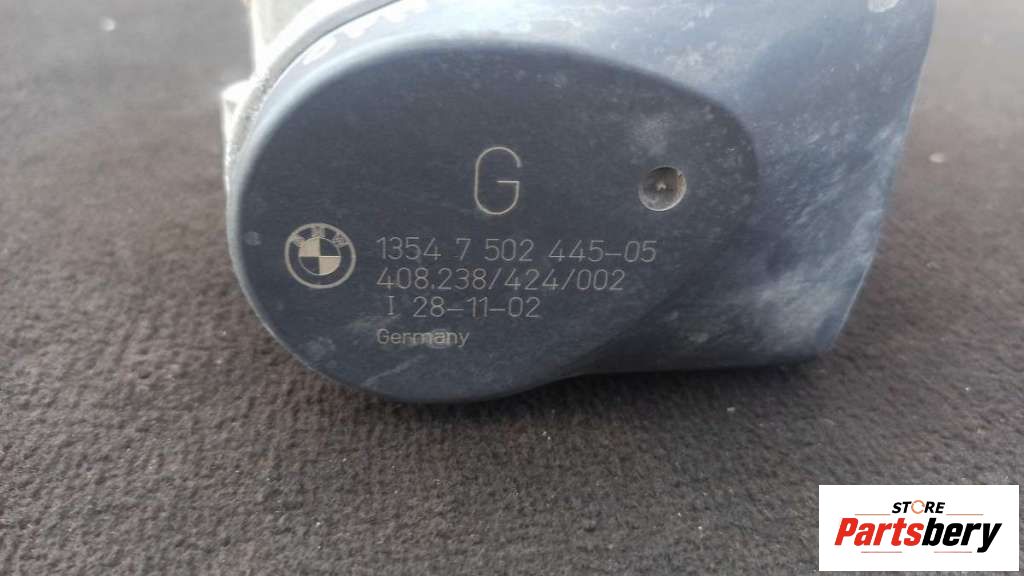 G
1354 7 502 445-05
408.238/424/002
I 28-11-02
Germany
STORE
Partsbery